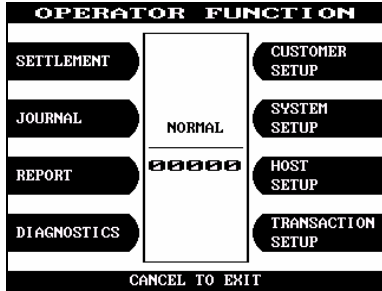 OPERATOR FUNCTION
SETTLEMENT
JOURNAL
REPORT
DIAGNOSTICS
NORMAL
00000
CUSTOMER
SETUP
SYSTEM
SETUP
HOST
SETUP
TRANSACTION
SETUP
CANCEL TO EXIT